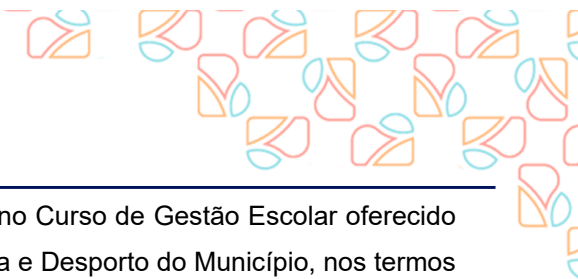 no Curso de Gestão Escolar oferecido
a e Desporto do Município, nos termos